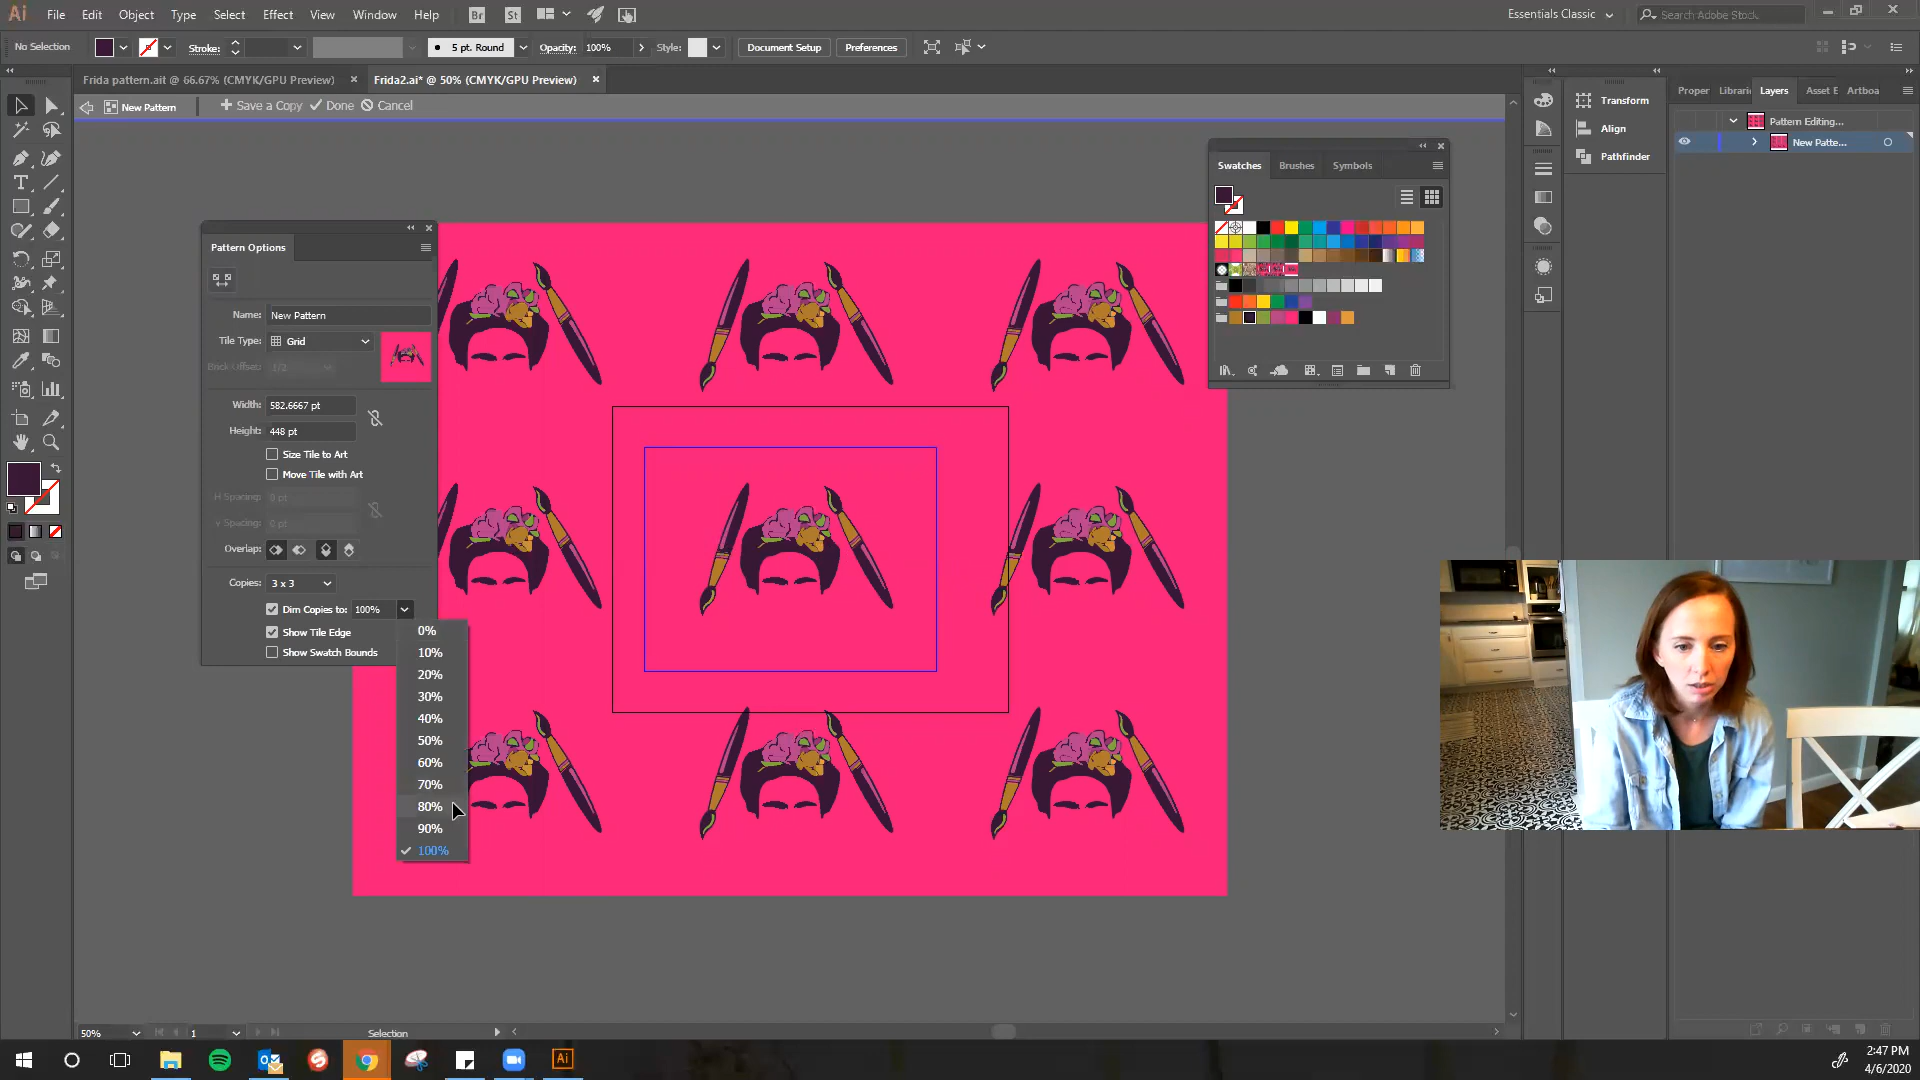 Ai File Edit Object Type Select Effect View Window Help Br St Essentials Classic Search Adobe Stock
No Selection Stroke: 5 pt. Round Opacity: 100% Style: Document Setup Preferences
Frida pattern.ait @ 66.67% (CMYK/GPU Preview) Frida2.ai* @ 50% (CMYK/GPU Preview)
New Pattern Save a Copy Done Cancel
Proper Librari Layers Asset E Artboa
Transform
Align
Pathfinder
Pattern Editing...
New Patte...
Swatches Brushes Symbols
Pattern Options
Name: New Pattern
Tile Type: Grid
Brick Offset: 1/2
Width: 582.6667 pt
Height: 448 pt
Size Tile to Art
Move Tile with Art
H Spacing: 0 pt
V Spacing: 0 pt
Overlap:
Copies: 3 x 3
Dim Copies to: 100%
Show Tile Edge
Show Swatch Bounds
0%
10%
20%
30%
40%
50%
60%
70%
80%
90%
100%
50% 1 Selection
Ai
2:47 PM
4/6/2020